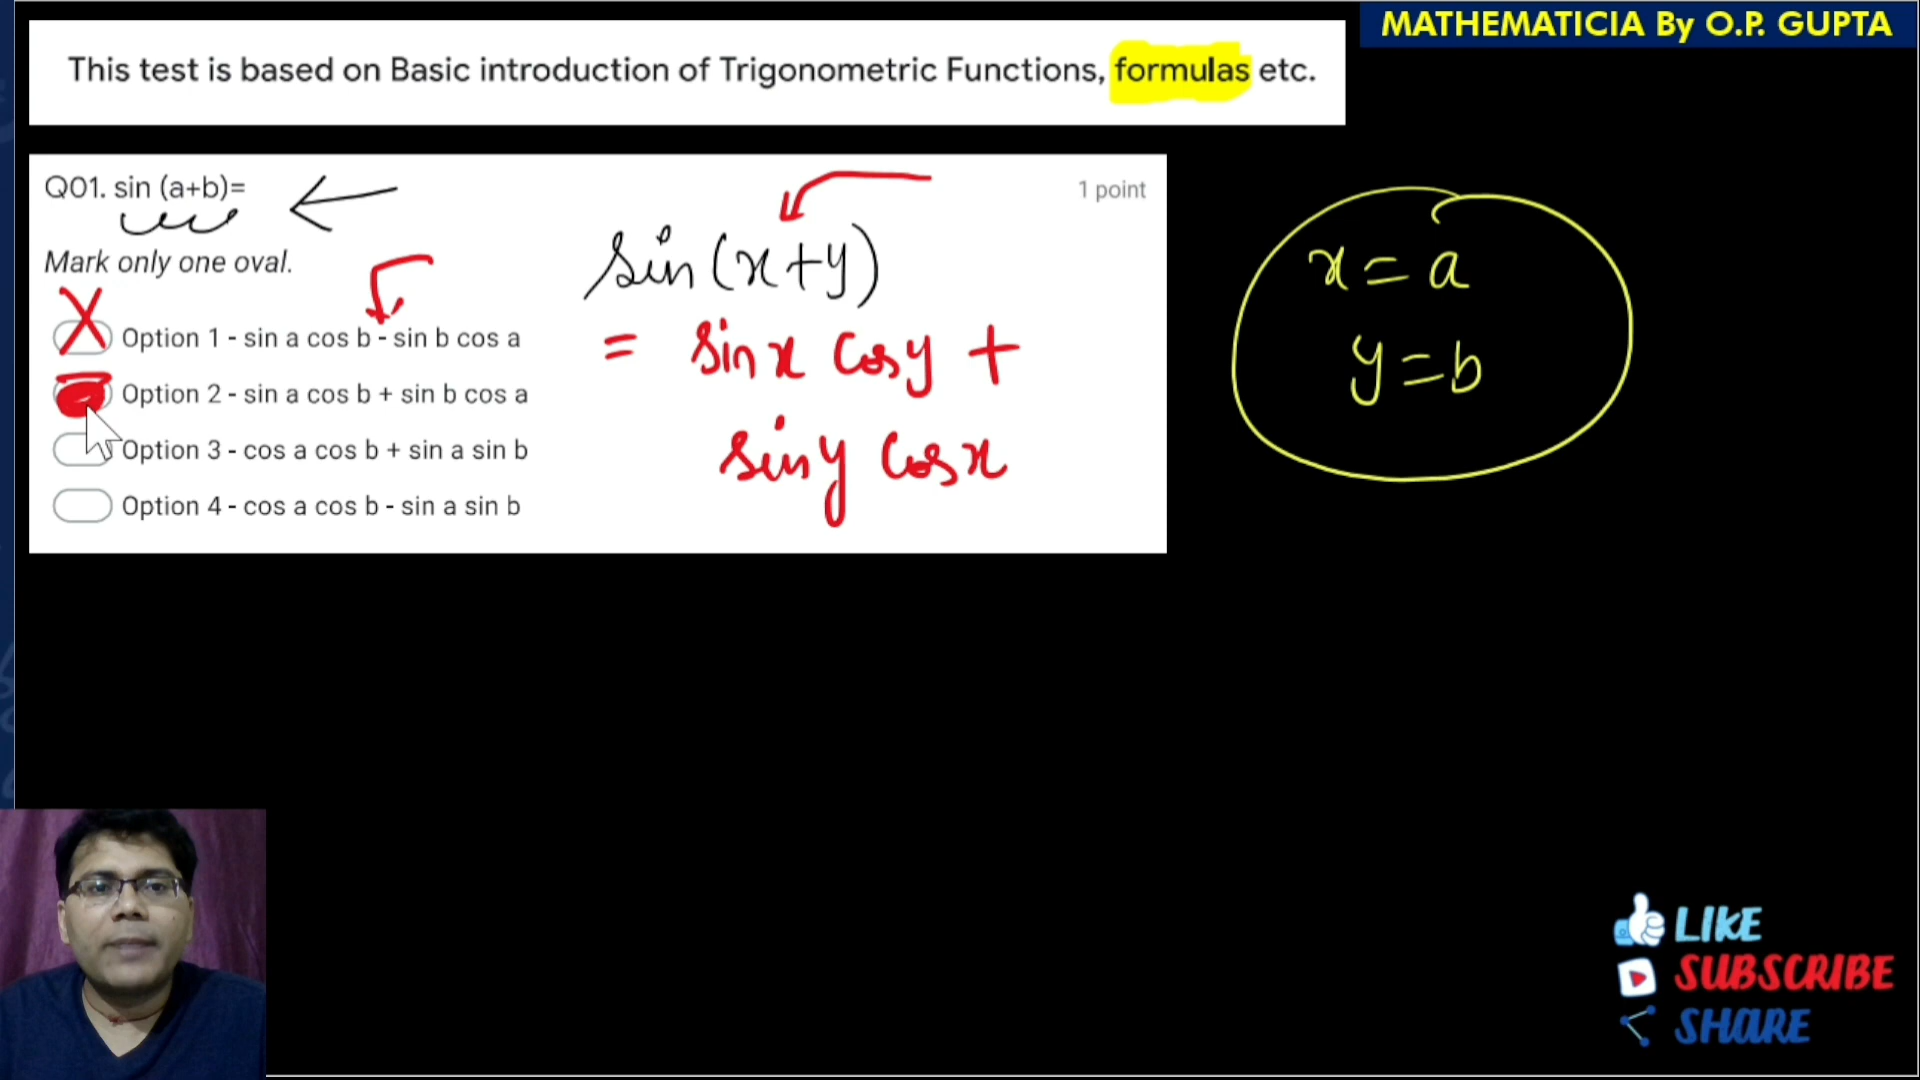 MATHEMATICIA By O.P. GUPTA
This test is based on Basic introduction of Trigonometric Functions, formulas etc.
Q01. sin (a+b)=
1 point
Mark only one oval.
Option 1 - sin a cos b - sin b cos a
Option 2 - sin a cos b + sin b cos a
Option 3 - cos a cos b + sin a sin b
Option 4 - cos a cos b - sin a sin b
sin(x+y)
= sin x cos y +
sin y cos x
x = a
y = b
LIKE
SUBSCRIBE
SHARE